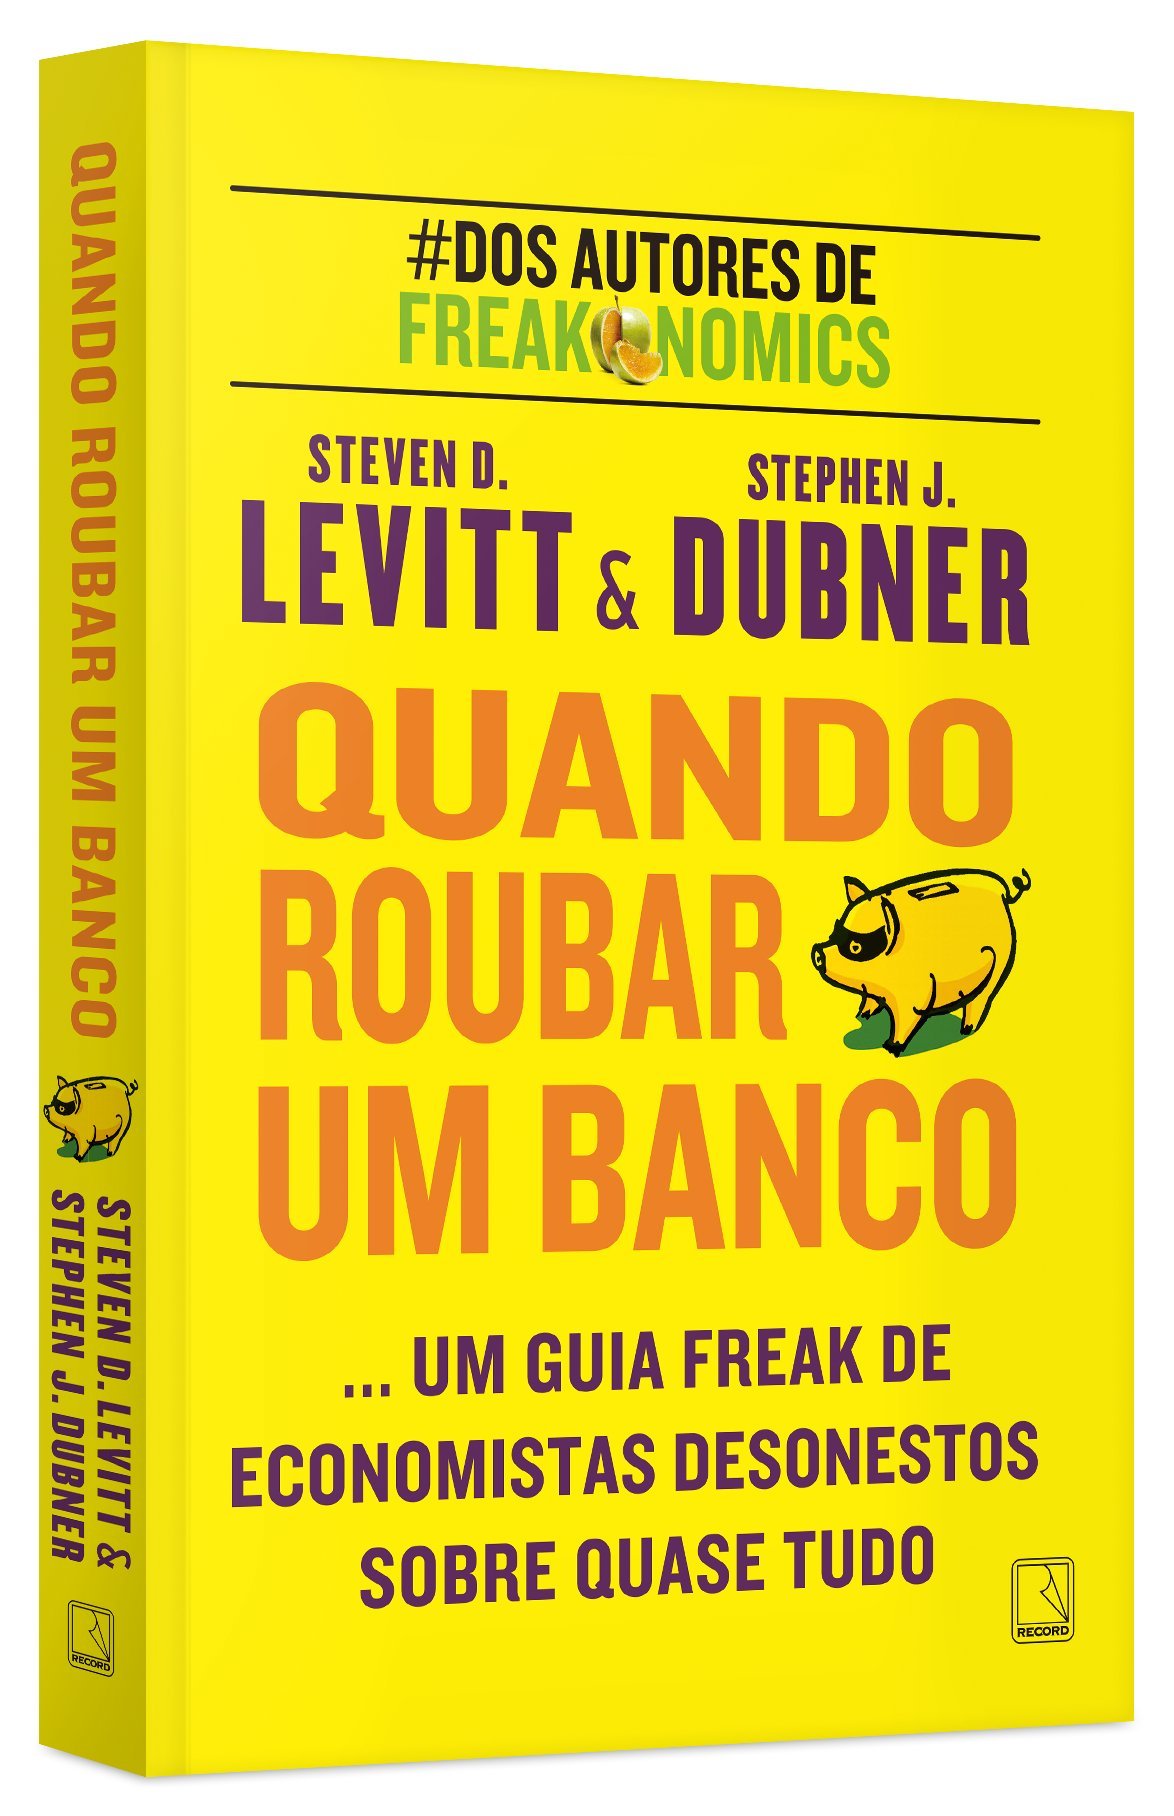 #DOS AUTORES DE
FREAKONOMICS
STEVEN D.
LEVITT &
STEPHEN J.
DUBNER
QUANDO
ROUBAR
UM BANCO
... UM GUIA FREAK DE
ECONOMISTAS DESONESTOS
SOBRE QUASE TUDO
RECORD
QUANDO ROUBAR UM BANCO
STEVEN D. LEVITT &
STEPHEN J. DUBNER
RECORD